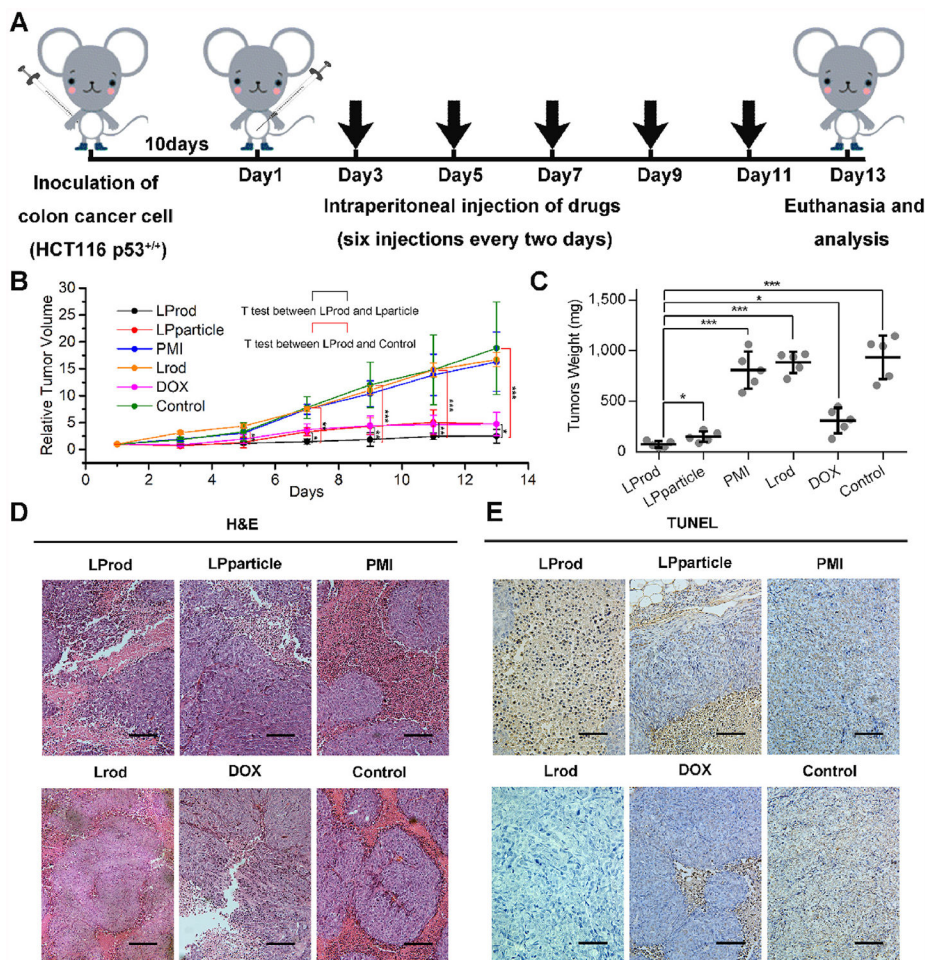 A
10days
Day1
Day3
Day5
Day7
Day9
Day11
Day13
Inoculation of
colon cancer cell
(HCT116 p53+/+)
Intraperitoneal injection of drugs
(six injections every two days)
Euthanasia and
analysis
B
Relative Tumor Volume
30
25
20
15
10
5
0
LProd
LPparticle
PMI
Lrod
DOX
Control
T test between LProd and Lparticle
T test between LProd and Control
***
***
***
**
**
**
*
*
0 2 4 6 8 10 12 14
Days
C
Tumors Weight (mg)
1,500
1,000
500
0
***
*
***
***
*
LProd
LPparticle
PMI
Lrod
DOX
Control
D
H&E
LProd LPparticle PMI
Lrod DOX Control
E
TUNEL
LProd LPparticle PMI
Lrod DOX Control